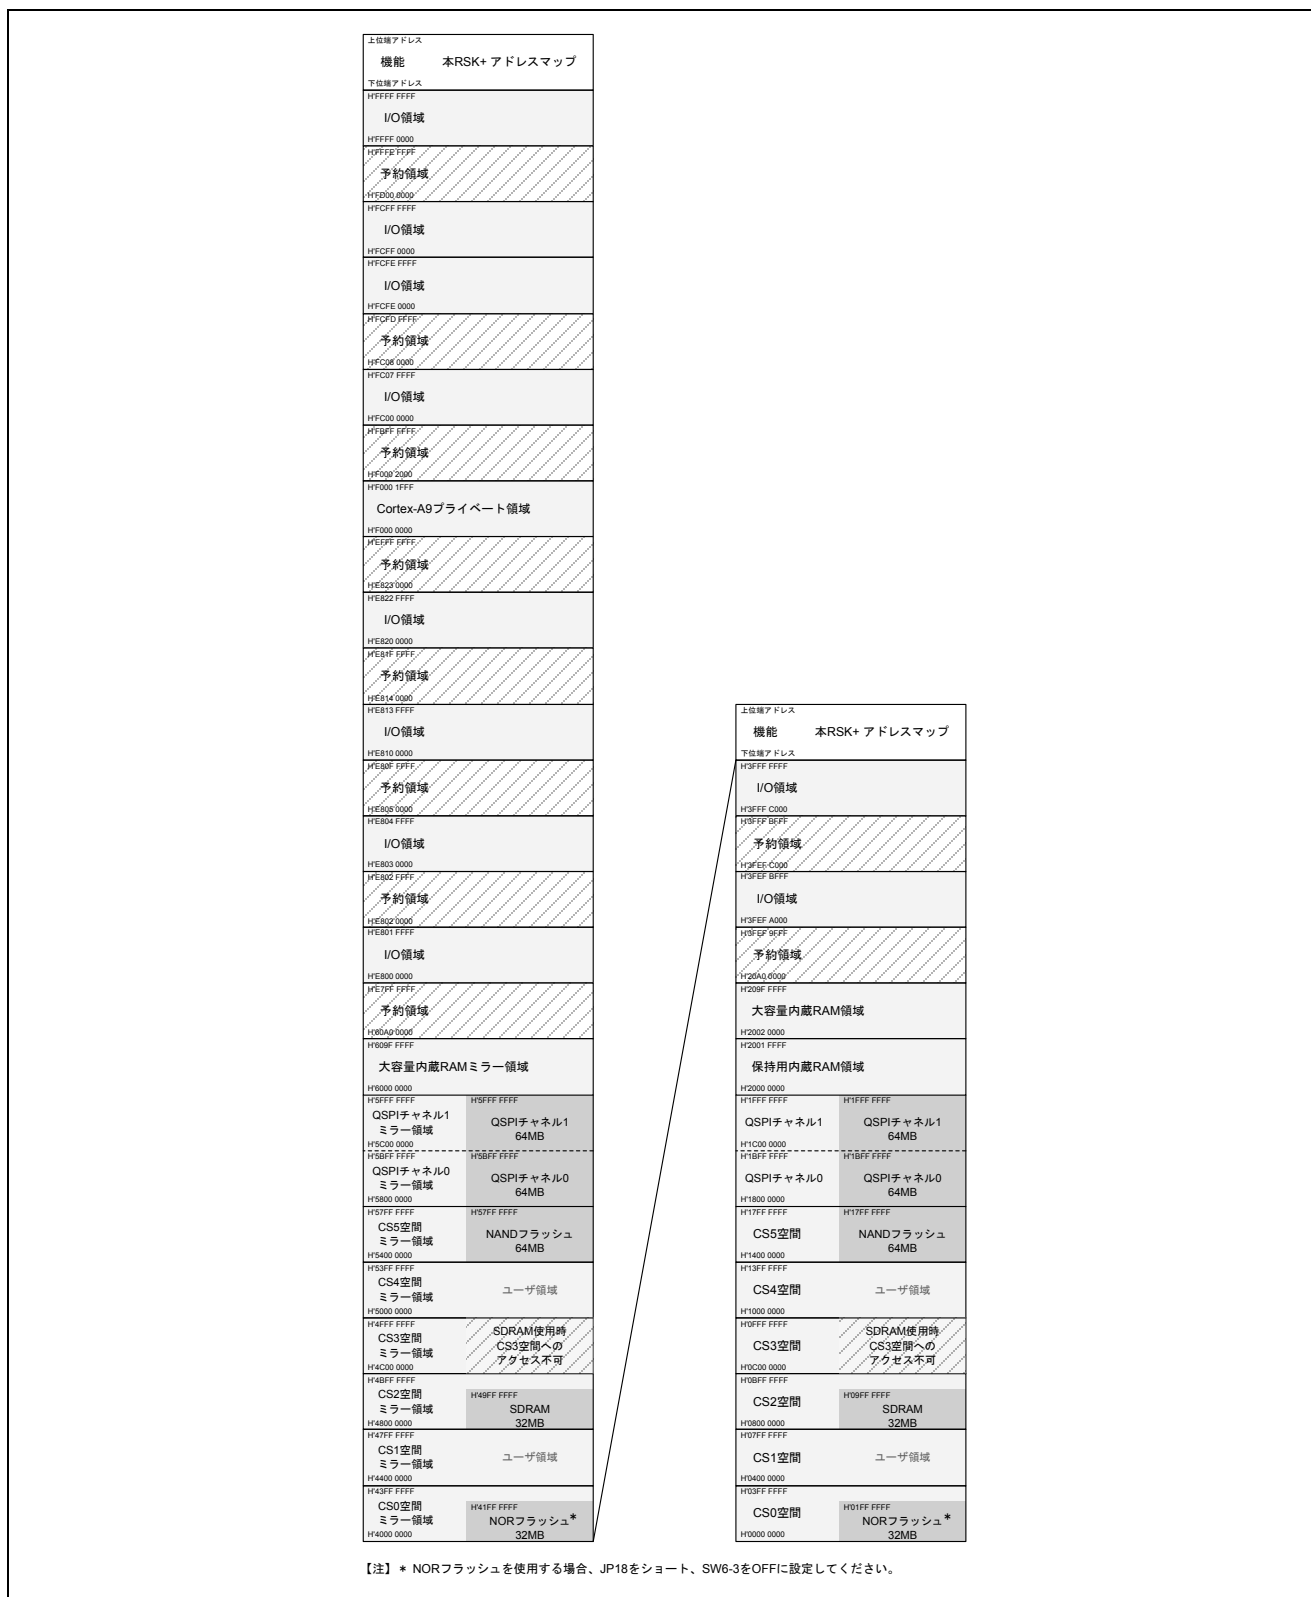 上位端アドレス
機能 本RSK+ アドレスマップ
下位端アドレス
H'FFFF FFFF
I/O領域
H'FFFF 0000
H'FFFE FFFF
予約領域
H'FD00 0000
H'FCFF FFFF
I/O領域
H'FCFF 0000
H'FCFE FFFF
I/O領域
H'FCFE 0000
H'FCFD FFFF
予約領域
H'FC08 0000
H'FC07 FFFF
I/O領域
H'FC00 0000
H'FBFF FFFF
予約領域
H'F000 2000
H'F000 1FFF
Cortex-A9プライベート領域
H'F000 0000
H'EFFF FFFF
予約領域
H'E823 0000
H'E822 FFFF
I/O領域
H'E820 0000
H'E81F FFFF
予約領域
H'E814 0000
H'E813 FFFF
I/O領域
H'E810 0000
H'E80F FFFF
予約領域
H'E805 0000
H'E804 FFFF
I/O領域
H'E803 0000
H'E802 FFFF
予約領域
H'E802 0000
H'E801 FFFF
I/O領域
H'E800 0000
H'E7FF FFFF
予約領域
H'60A0 0000
H'609F FFFF
大容量内蔵RAMミラー領域
H'6000 0000
H'5FFF FFFF H'5FFF FFFF
QSPIチャネル1
ミラー領域
QSPIチャネル1
64MB
H'5C00 0000
H'5BFF FFFF H'5BFF FFFF
QSPIチャネル0
ミラー領域
QSPIチャネル0
64MB
H'5800 0000
H'57FF FFFF H'57FF FFFF
CS5空間
ミラー領域
NANDフラッシュ
64MB
H'5400 0000
H'53FF FFFF
CS4空間
ミラー領域
ユーザ領域
H'5000 0000
H'4FFF FFFF
CS3空間
ミラー領域
SDRAM使用時
CS3空間への
アクセス不可
H'4C00 0000
H'4BFF FFFF
CS2空間
ミラー領域
H'49FF FFFF
SDRAM
32MB
H'4800 0000
H'47FF FFFF
CS1空間
ミラー領域
ユーザ領域
H'4400 0000
H'43FF FFFF
CS0空間
ミラー領域
H'41FF FFFF
NORフラッシュ*
32MB
H'4000 0000
上位端アドレス
機能 本RSK+ アドレスマップ
下位端アドレス
H'3FFF FFFF
I/O領域
H'3FFF C000
H'3FFF BFFF
予約領域
H'3FEF C000
H'3FEF BFFF
I/O領域
H'3FEF A000
H'3FEF 9FFF
予約領域
H'20A0 0000
H'209F FFFF
大容量内蔵RAM領域
H'2002 0000
H'2001 FFFF
保持用内蔵RAM領域
H'2000 0000
H'1FFF FFFF H'1FFF FFFF
QSPIチャネル1
QSPIチャネル1
64MB
H'1C00 0000
H'1BFF FFFF H'1BFF FFFF
QSPIチャネル0
QSPIチャネル0
64MB
H'1800 0000
H'17FF FFFF H'17FF FFFF
CS5空間
NANDフラッシュ
64MB
H'1400 0000
H'13FF FFFF
CS4空間 ユーザ領域
H'1000 0000
H'0FFF FFFF
CS3空間
SDRAM使用時
CS3空間への
アクセス不可
H'0C00 0000
H'0BFF FFFF
CS2空間
H'09FF FFFF
SDRAM
32MB
H'0800 0000
H'07FF FFFF
CS1空間 ユーザ領域
H'0400 0000
H'03FF FFFF
CS0空間
H'01FF FFFF
NORフラッシュ*
32MB
H'0000 0000
【注】* NORフラッシュを使用する場合、JP18をショート、SW6-3をOFFに設定してください。